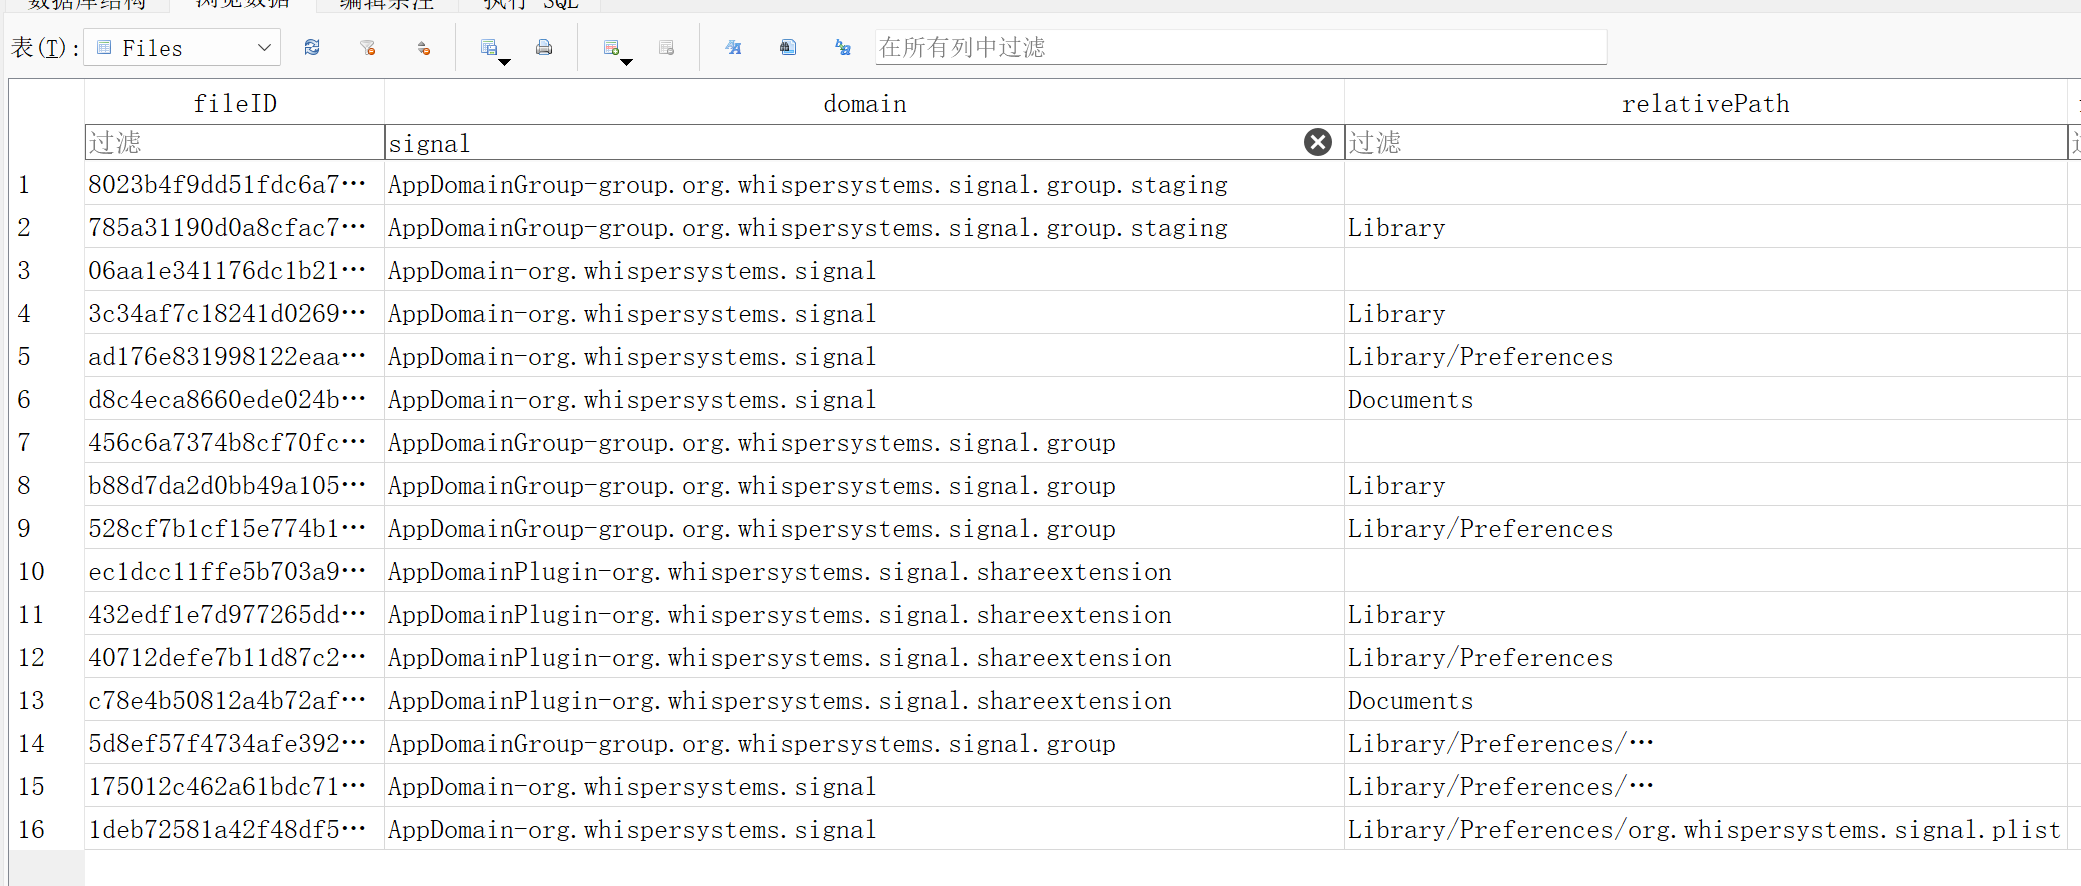 数据库结构 浏览数据 编辑杂注 执行 SQL
表(T): Files 在所有列中过滤
fileID domain relativePath
过滤 signal 过滤
1 8023b4f9dd51fdc6a7… AppDomainGroup-group.org.whispersystems.signal.group.staging
2 785a31190d0a8cfac7… AppDomainGroup-group.org.whispersystems.signal.group.staging Library
3 06aa1e341176dc1b21… AppDomain-org.whispersystems.signal
4 3c34af7c18241d0269… AppDomain-org.whispersystems.signal Library
5 ad176e831998122eaa… AppDomain-org.whispersystems.signal Library/Preferences
6 d8c4eca8660ede024b… AppDomain-org.whispersystems.signal Documents
7 456c6a7374b8cf70fc… AppDomainGroup-group.org.whispersystems.signal.group
8 b88d7da2d0bb49a105… AppDomainGroup-group.org.whispersystems.signal.group Library
9 528cf7b1cf15e774b1… AppDomainGroup-group.org.whispersystems.signal.group Library/Preferences
10 ec1dcc11ffe5b703a9… AppDomainPlugin-org.whispersystems.signal.shareextension
11 432edf1e7d977265dd… AppDomainPlugin-org.whispersystems.signal.shareextension Library
12 40712defe7b11d87c2… AppDomainPlugin-org.whispersystems.signal.shareextension Library/Preferences
13 c78e4b50812a4b72af… AppDomainPlugin-org.whispersystems.signal.shareextension Documents
14 5d8ef57f4734afe392… AppDomainGroup-group.org.whispersystems.signal.group Library/Preferences/…
15 175012c462a61bdc71… AppDomain-org.whispersystems.signal Library/Preferences/…
16 1deb72581a42f48df5… AppDomain-org.whispersystems.signal Library/Preferences/org.whispersystems.signal.plist